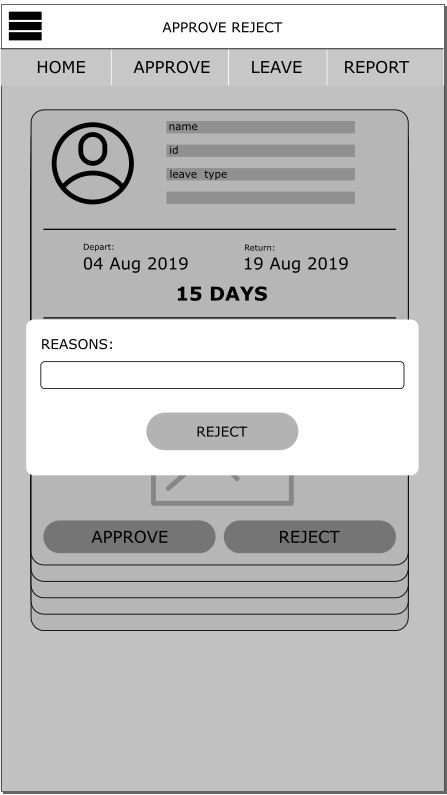 APPROVE REJECT
HOME APPROVE LEAVE REPORT
name
id
leave type
Depart: Return:
04 Aug 2019 19 Aug 2019
15 DAYS
REASONS:
REJECT
APPROVE REJECT